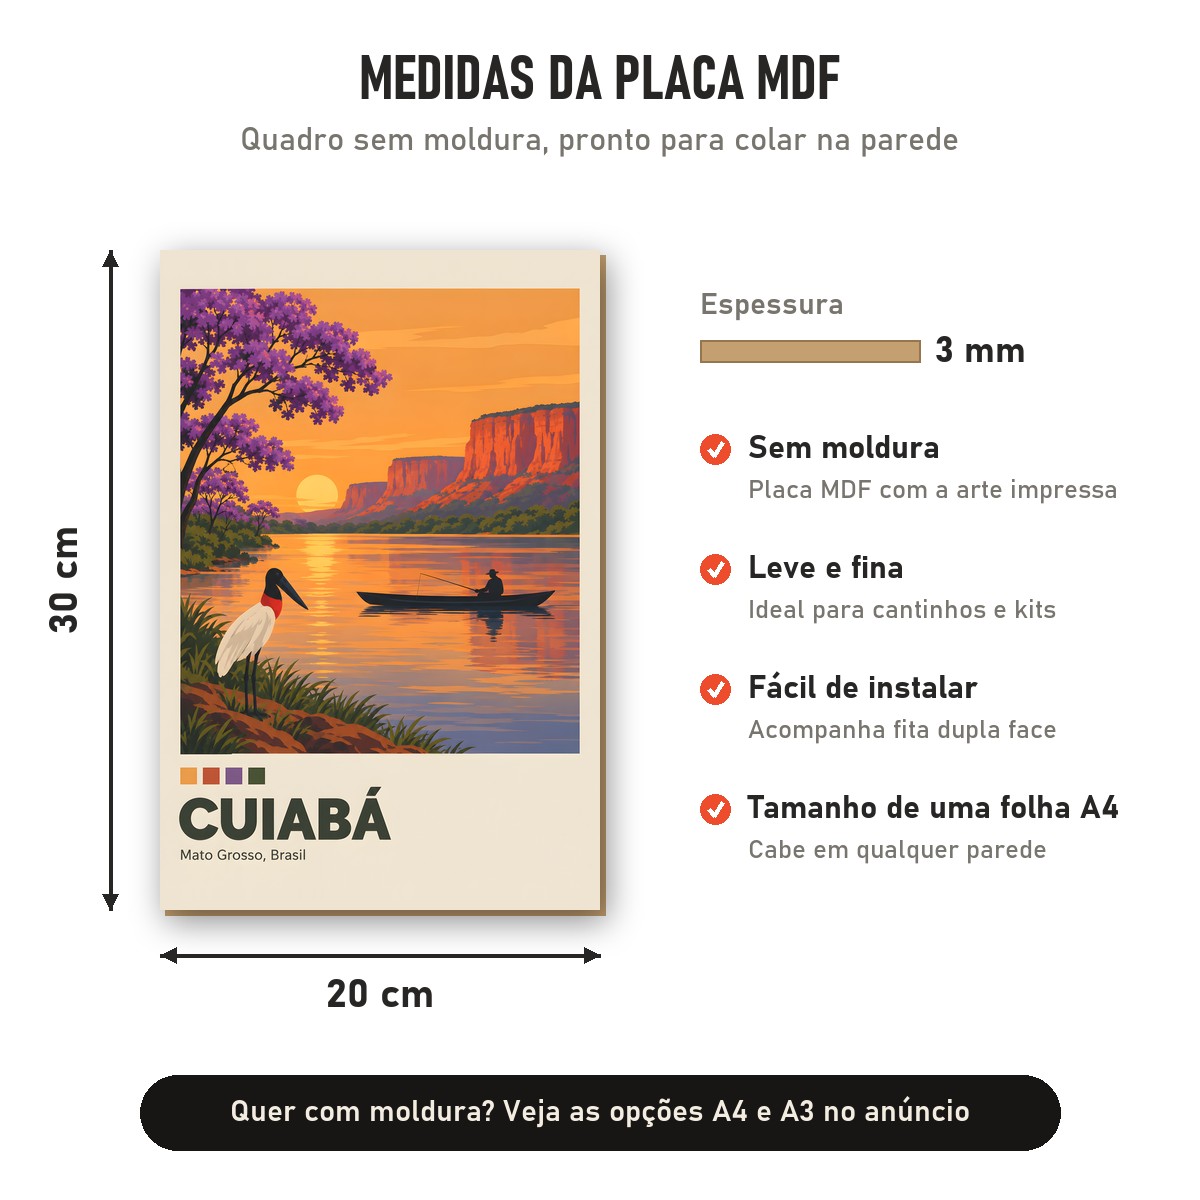 MEDIDAS DA PLACA MDF
Quadro sem moldura, pronto para colar na parede
30 cm
CUIABÁ
Mato Grosso, Brasil
20 cm
Espessura
3 mm
Sem moldura
Placa MDF com a arte impressa
Leve e fina
Ideal para cantinhos e kits
Fácil de instalar
Acompanha fita dupla face
Tamanho de uma folha A4
Cabe em qualquer parede
Quer com moldura? Veja as opções A4 e A3 no anúncio